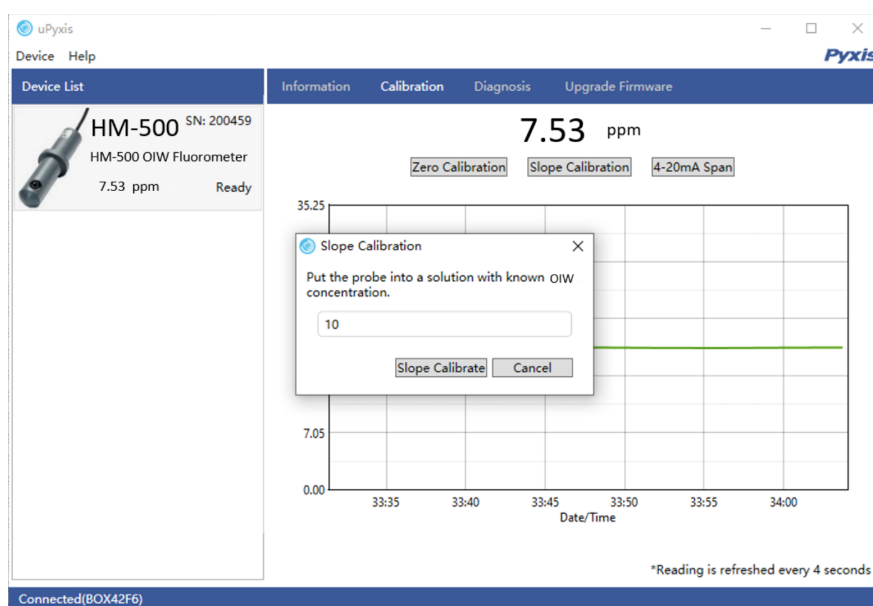 uPyxis
Device Help
Pyxis
Device List
Information Calibration Diagnosis Upgrade Firmware
HM-500 SN: 200459
HM-500 OIW Fluorometer
7.53 ppm Ready
7.53 ppm
Zero Calibration Slope Calibration 4-20mA Span
35.25
Slope Calibration
Put the probe into a solution with known OIW
concentration.
10
Slope Calibrate Cancel
7.05
0.00
33:35 33:40 33:45 33:50 33:55 34:00
Date/Time
*Reading is refreshed every 4 seconds
Connected(BOX42F6)